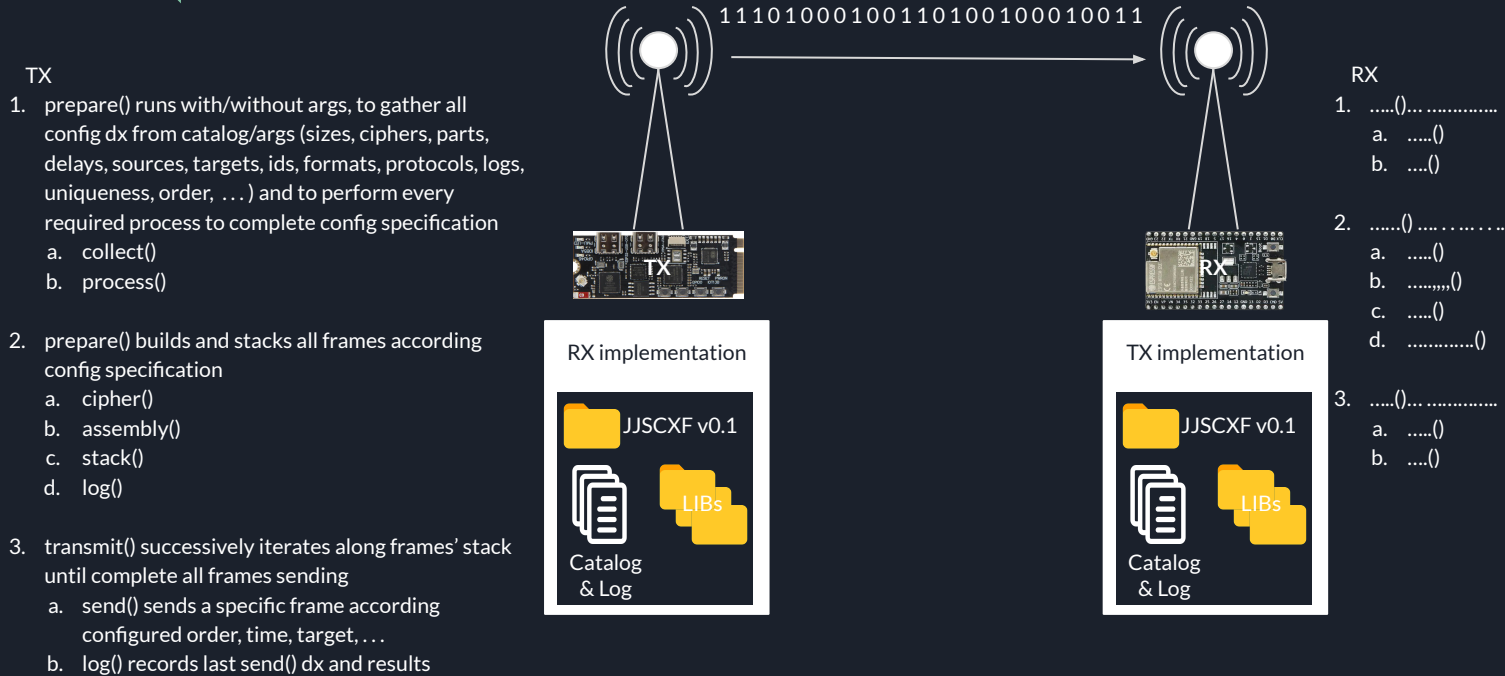 1110100010011010010001​0011
TX
1. prepare() runs with/without args, to gather all
config dx from catalog/args (sizes, ciphers, parts,
delays, sources, targets, ids, formats, protocols, logs,
uniqueness, order, ...) and to perform every
required process to complete config specification
a. collect()
b. process()
2. prepare() builds and stacks all frames according
config specification
a. cipher()
b. assembly()
c. stack()
d. log()
3. transmit() successively iterates along frames' stack
until complete all frames sending
a. send() sends a specific frame according
configured order, time, target, ...
b. log() records last send() dx and results
TX
RX implementation
JJSCXF v0.1
LIBs
Catalog
& Log
RX
TX implementation
JJSCXF v0.1
LIBs
Catalog
& Log
RX
1. .....()... .............
a. .....()
b. ....()
2. ......() ..................
a. .....()
b. .....,,,,()
c. .....()
d. ............()
3. .....()... .............
a. .....()
b. ....()